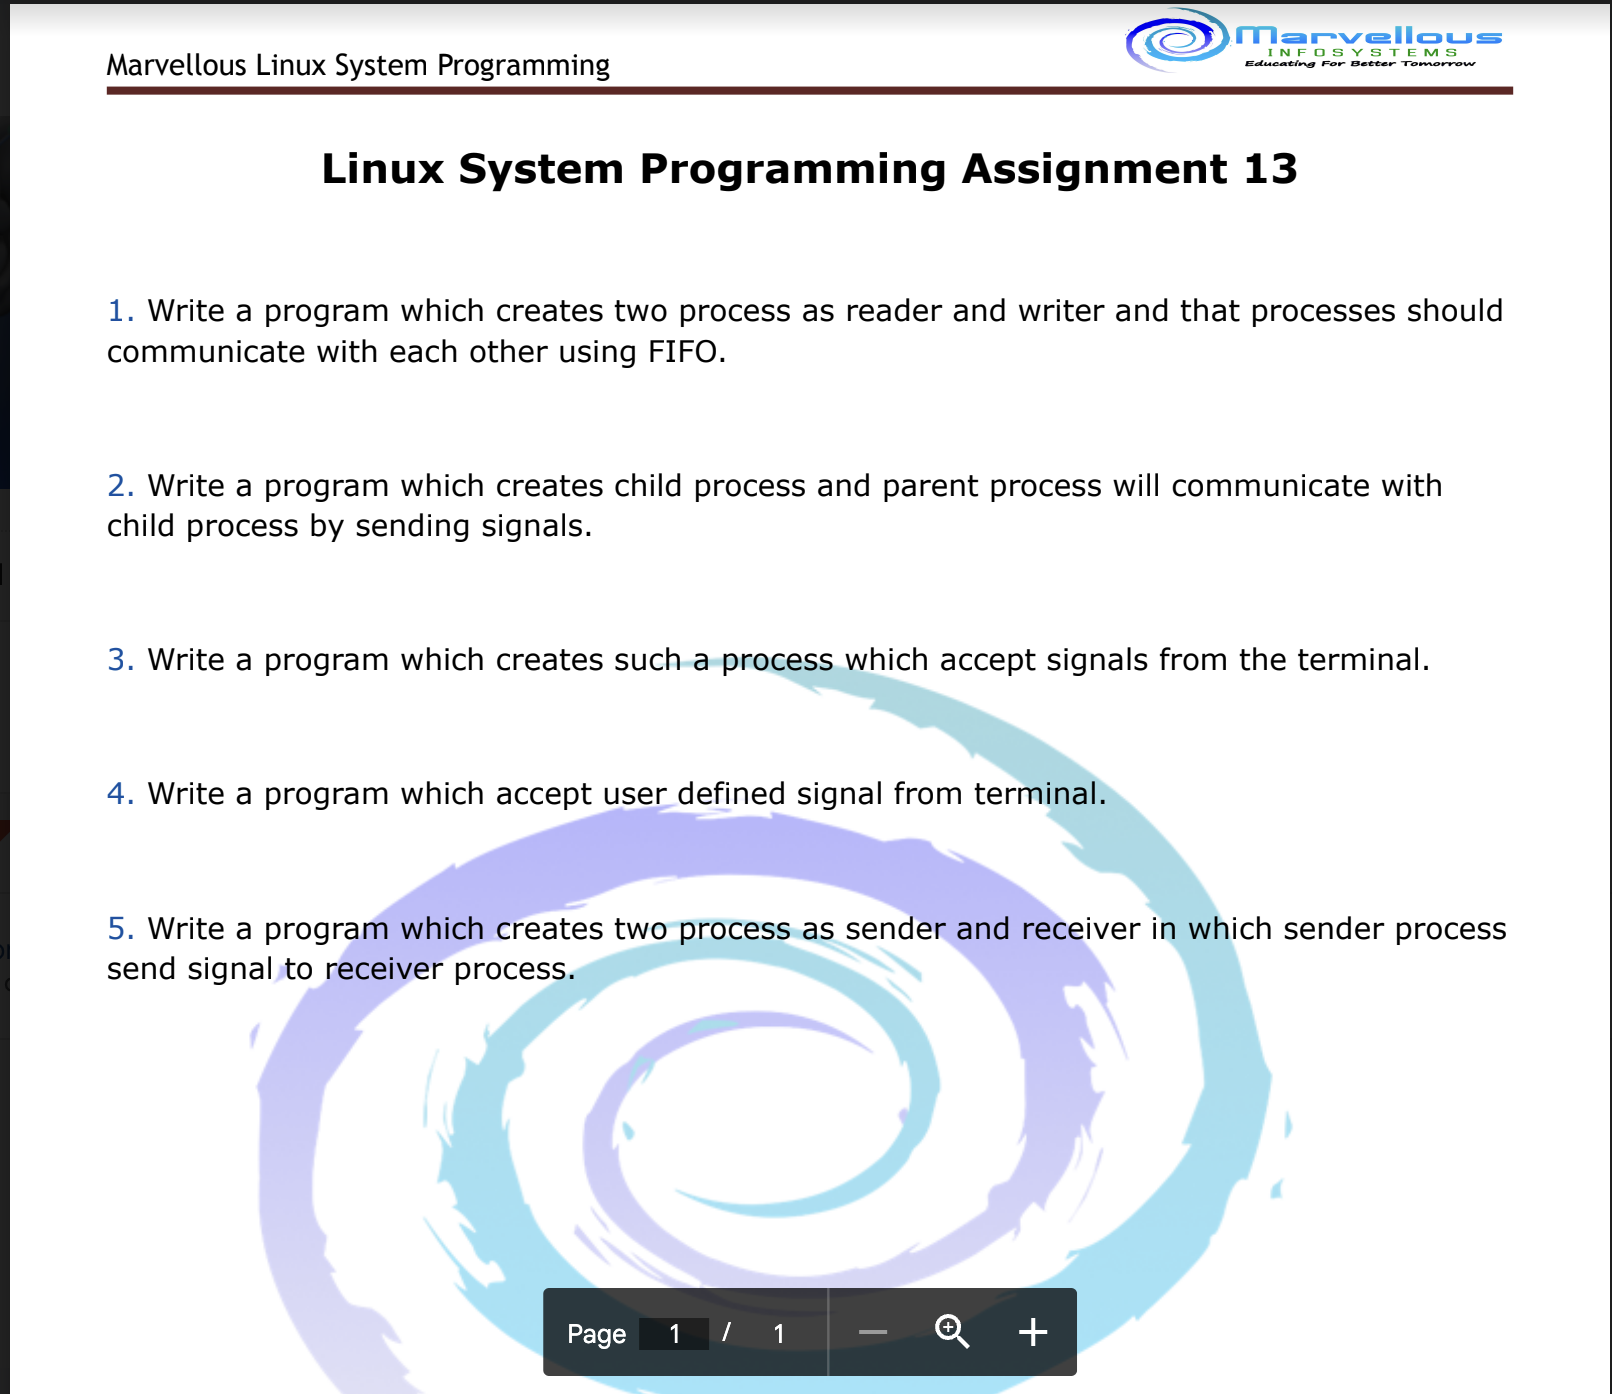 Marvellous Linux System Programming
Marvellous
INFOSYSTEMS
Educating For Better Tomorrow
Linux System Programming Assignment 13
1. Write a program which creates two process as reader and writer and that processes should
communicate with each other using FIFO.
2. Write a program which creates child process and parent process will communicate with
child process by sending signals.
3. Write a program which creates such a process which accept signals from the terminal.
4. Write a program which accept user defined signal from terminal.
5. Write a program which creates two process as sender and receiver in which sender process
send signal to receiver process.
Page 1 / 1